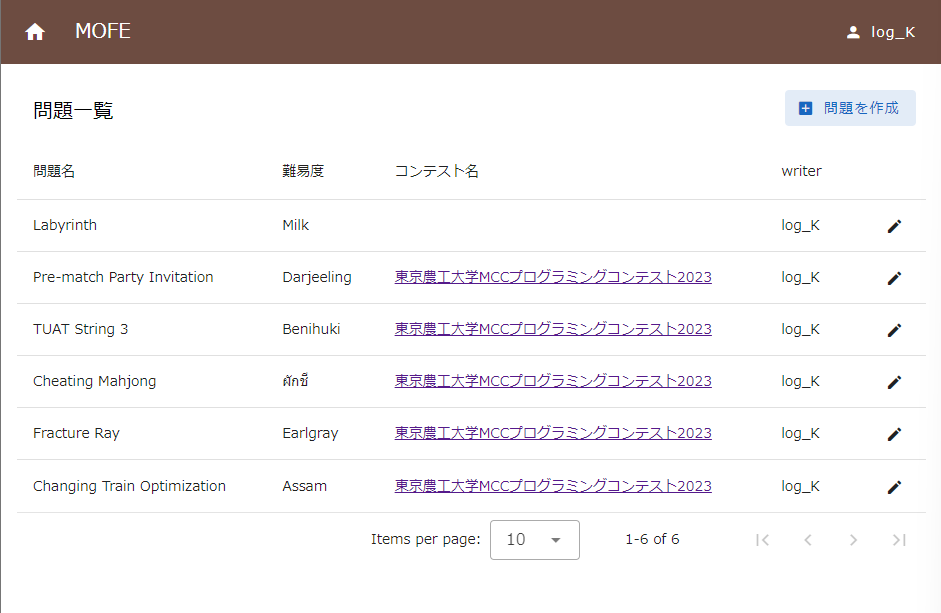 MOFE log_K
問題一覧 問題を作成
問題名 難易度 コンテスト名 writer
Labyrinth Milk log_K
Pre-match Party Invitation Darjeeling 東京農工大学MCCプログラミングコンテスト2023 log_K
TUAT String 3 Benihuki 東京農工大学MCCプログラミングコンテスト2023 log_K
Cheating Mahjong ผักชี 東京農工大学MCCプログラミングコンテスト2023 log_K
Fracture Ray Earlgray 東京農工大学MCCプログラミングコンテスト2023 log_K
Changing Train Optimization Assam 東京農工大学MCCプログラミングコンテスト2023 log_K
Items per page: 10 1-6 of 6